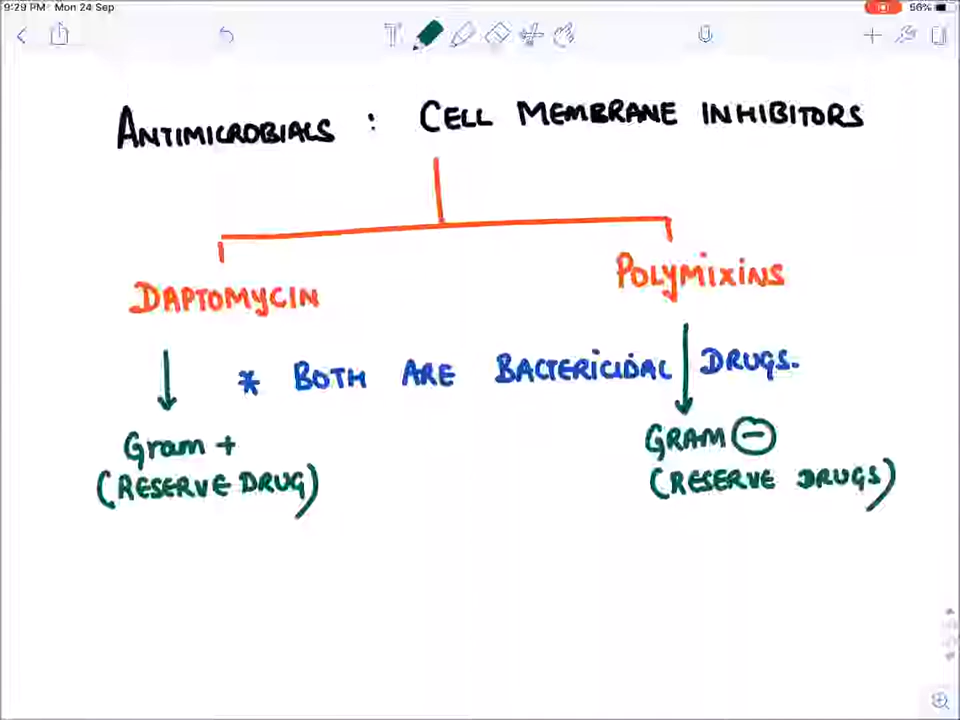 9:29 PM Mon 24 Sep
56%
ANTIMICROBIALS : CELL MEMBRANE INHIBITORS
DAPTOMYCIN
POLYMIXINS
* BOTH ARE BACTERICIDAL DRUGS.
Gram +
(RESERVE DRUG)
GRAM ⊖
(RESERVE DRUGS)